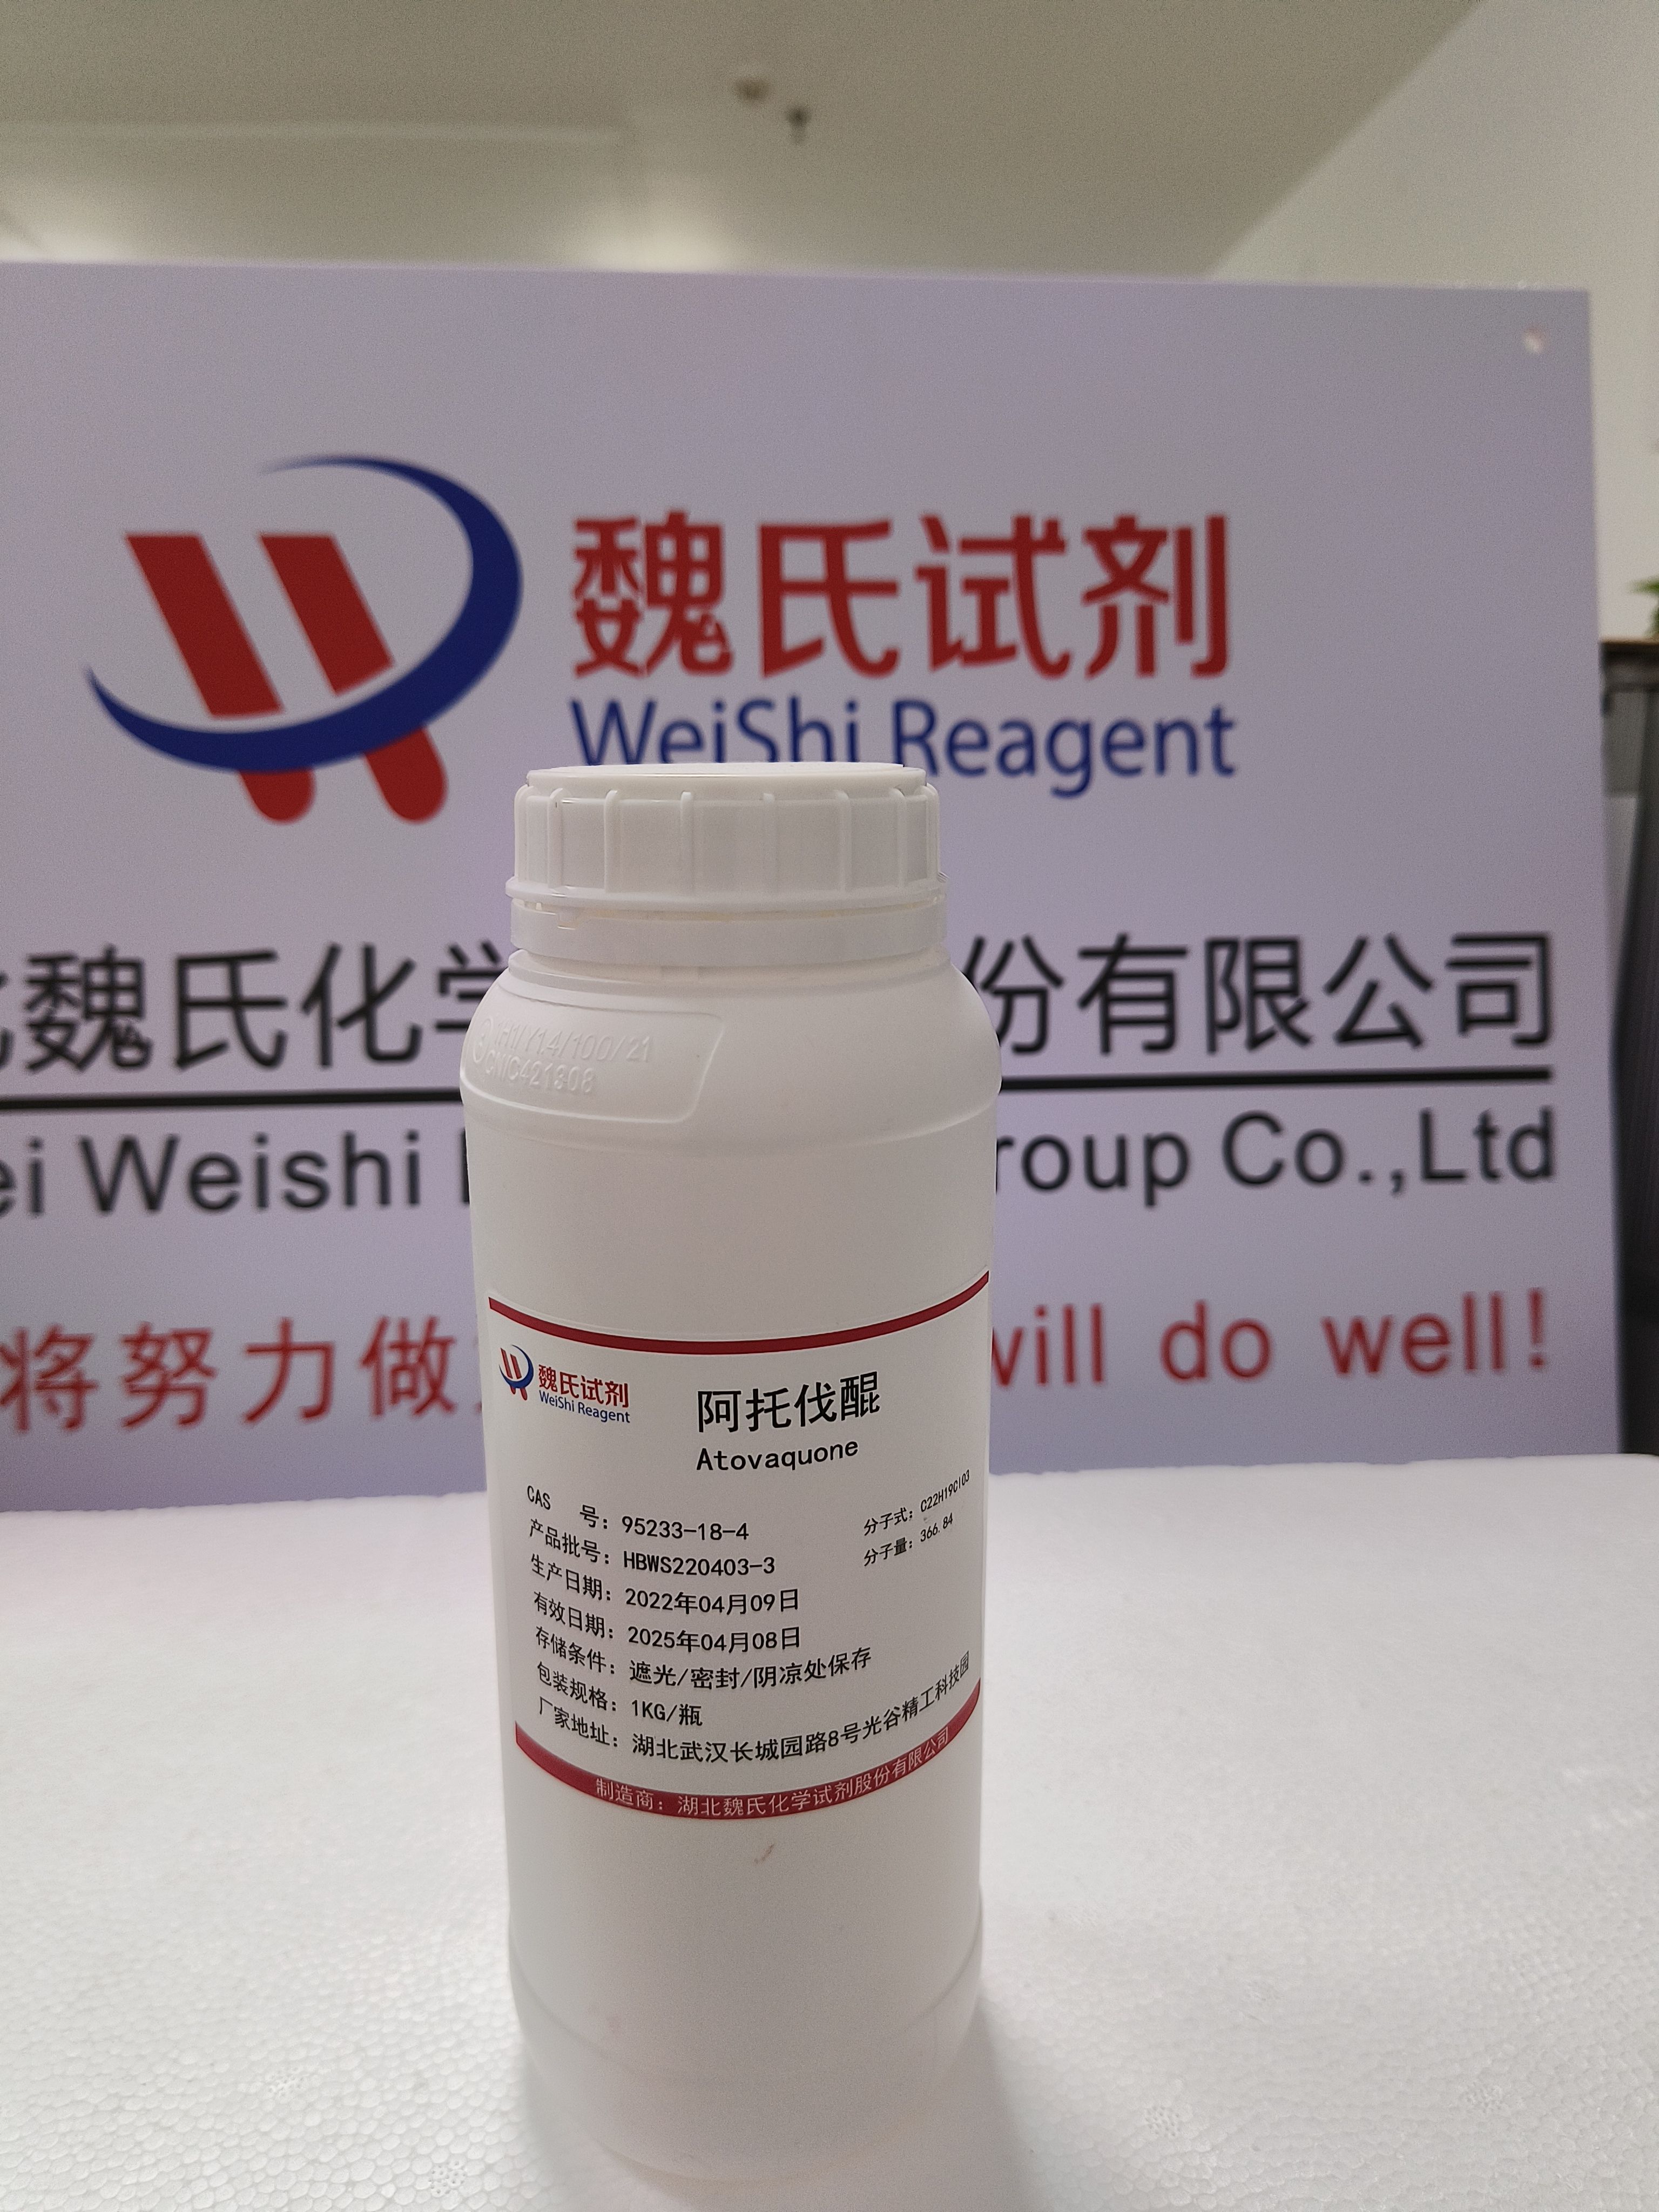 魏氏试剂
WeiShi Reagent
魏氏化学 份有限公司
Weishi roup Co.,Ltd
将努力做 will do well!
1H1/Y1.4/100/21
魏氏试剂
WeiShi Reagent
阿托伐醌
Atovaquone
CAS 号：95233-18-4
分子式：C22H19ClO3
产品批号：HBWS220403-3
分子量：366.84
生产日期：2022年04月09日
有效日期：2025年04月08日
存储条件：遮光/密封/阴凉处保存
包装规格：1KG/瓶
厂家地址：湖北武汉长城园路8号光谷精工科技园
制造商：湖北魏氏化学试剂股份有限公司